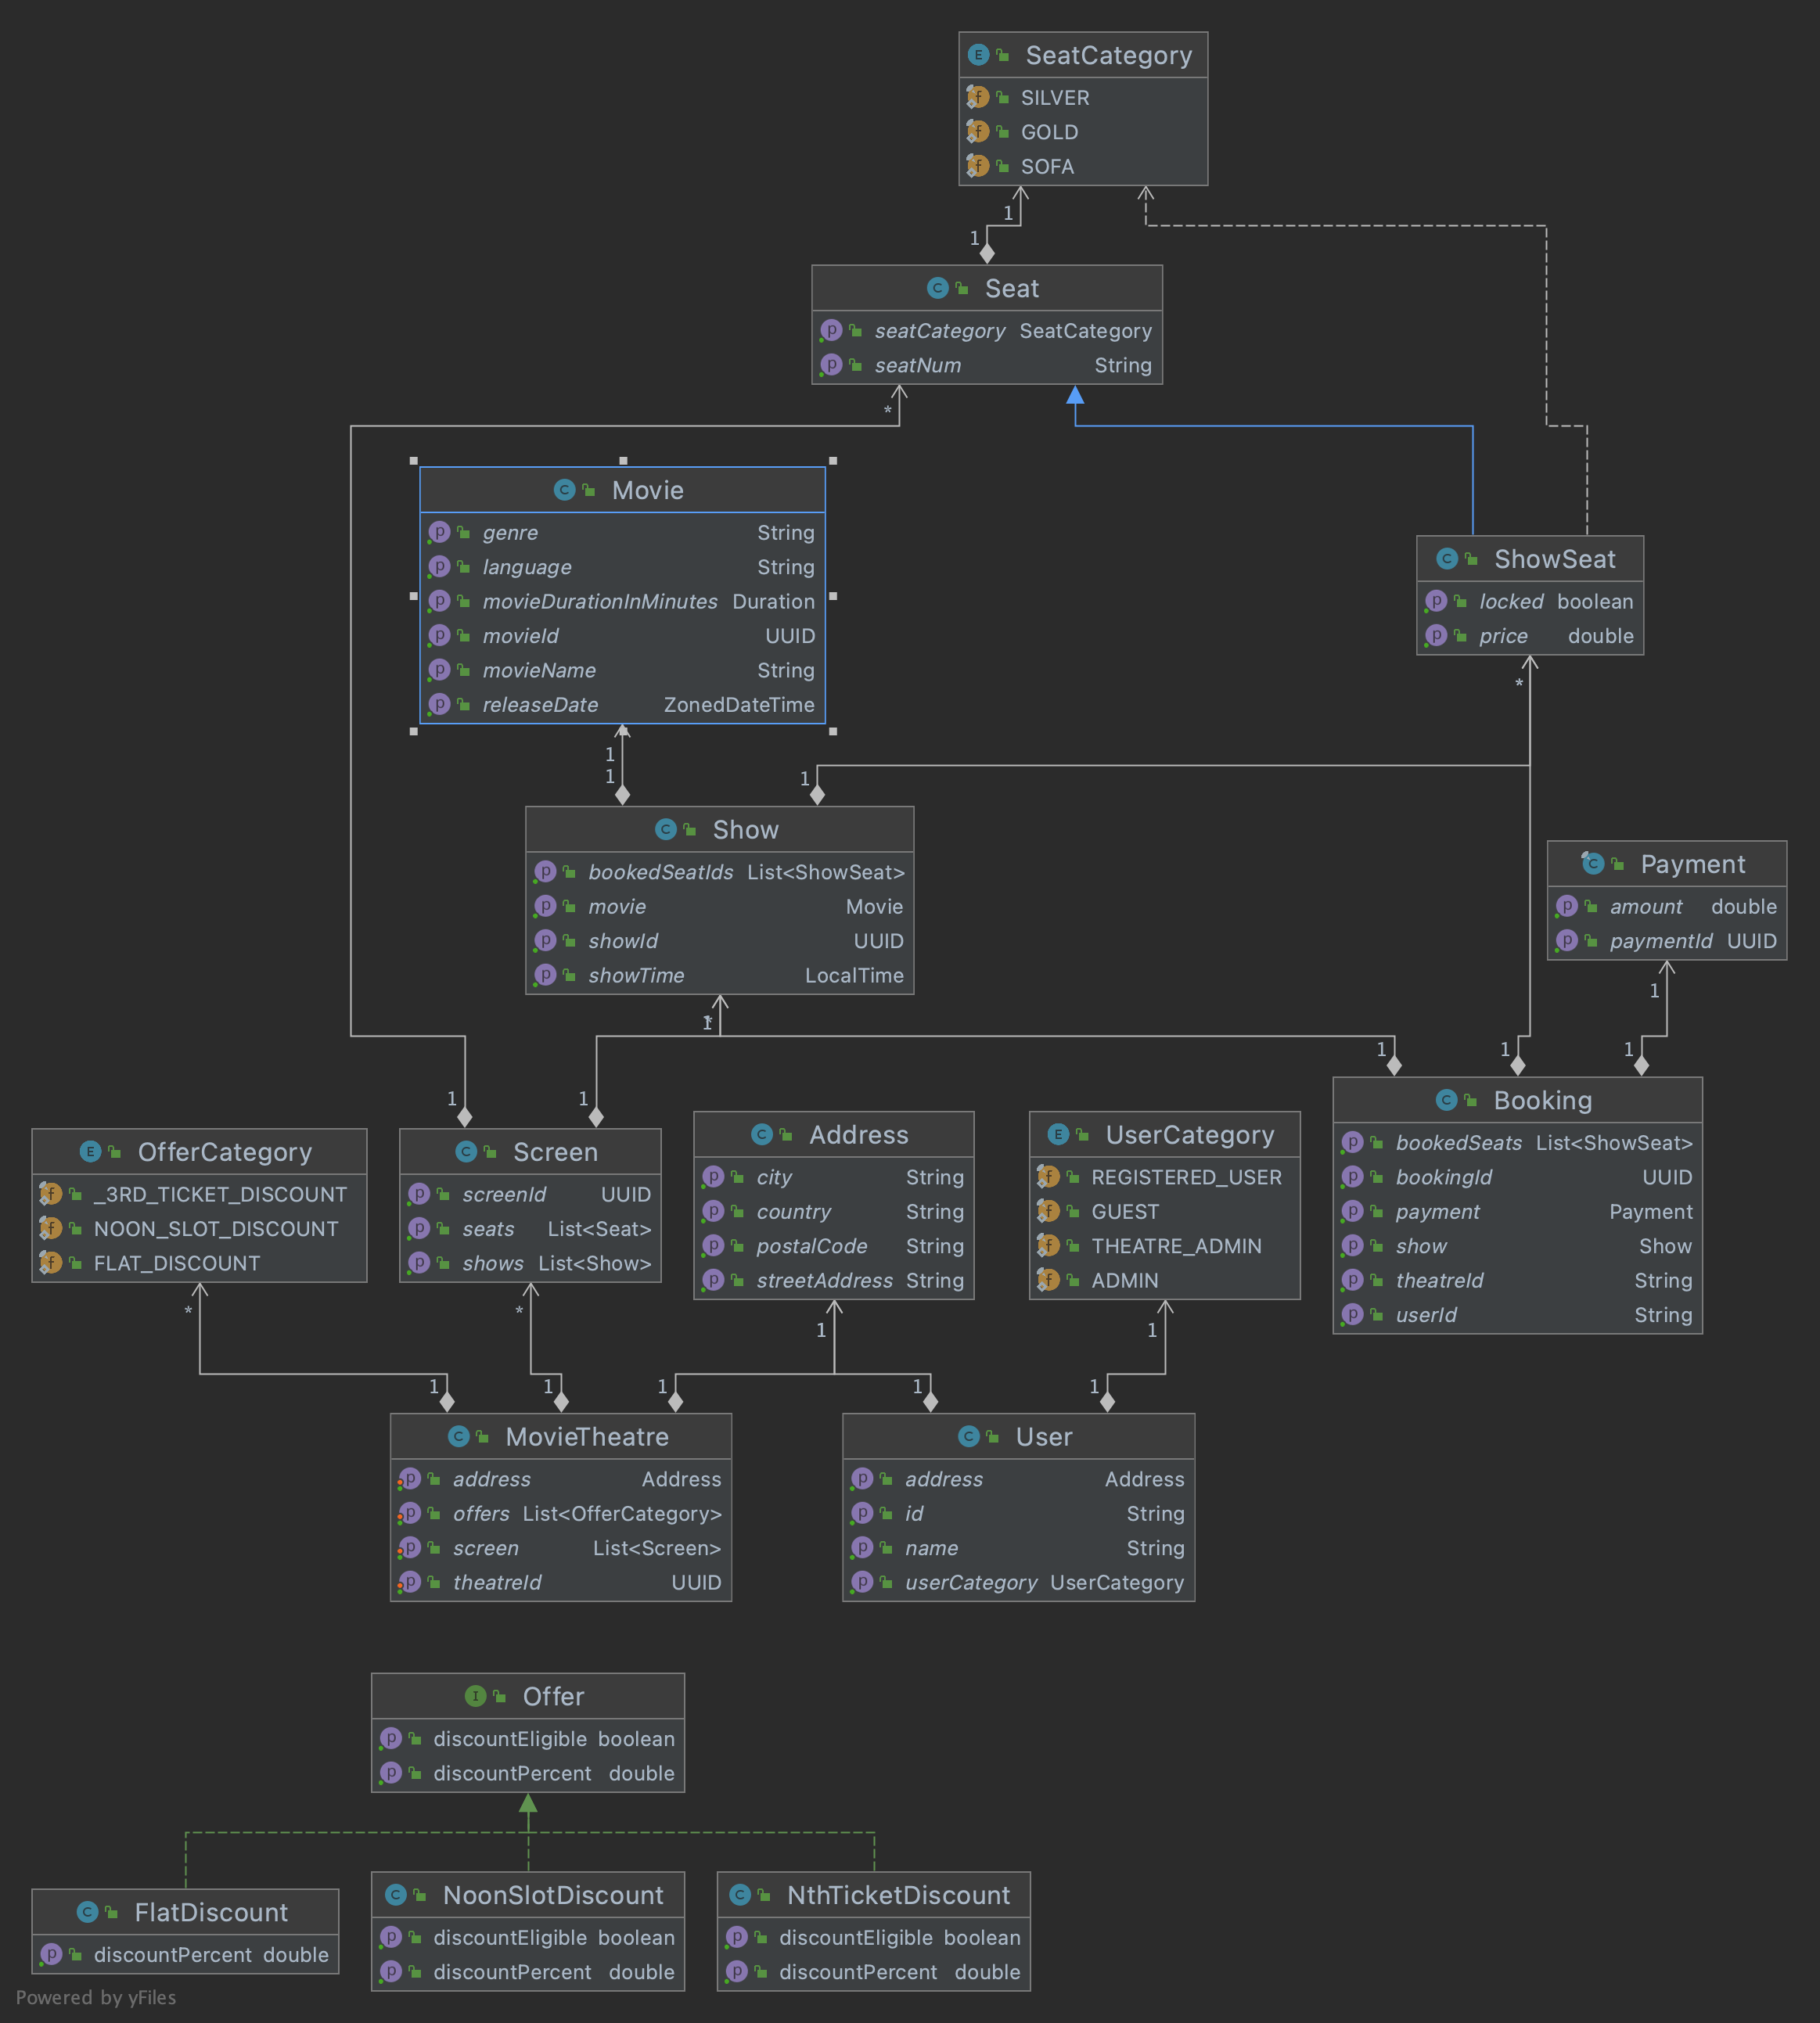 SeatCategory
SILVER
GOLD
SOFA
1
1
Seat
seatCategory SeatCategory
seatNum String
*
Movie
genre String
language String
movieDurationInMinutes Duration
movieId UUID
movieName String
releaseDate ZonedDateTime
ShowSeat
locked boolean
price double
*
1
1
1
Show
bookedSeatIds List<ShowSeat>
movie Movie
showId UUID
showTime LocalTime
Payment
amount double
paymentId UUID
1
1
*
1
1
1
1
1
Booking
bookedSeats List<ShowSeat>
bookingId UUID
payment Payment
show Show
theatreId String
userId String
OfferCategory
_3RD_TICKET_DISCOUNT
NOON_SLOT_DISCOUNT
FLAT_DISCOUNT
Screen
screenId UUID
seats List<Seat>
shows List<Show>
Address
city String
country String
postalCode String
streetAddress String
UserCategory
REGISTERED_USER
GUEST
THEATRE_ADMIN
ADMIN
*
*
1
1
1
1
1
1
1
MovieTheatre
address Address
offers List<OfferCategory>
screen List<Screen>
theatreId UUID
User
address Address
id String
name String
userCategory UserCategory
Offer
discountEligible boolean
discountPercent double
FlatDiscount
discountPercent double
NoonSlotDiscount
discountEligible boolean
discountPercent double
NthTicketDiscount
discountEligible boolean
discountPercent double
Powered by yFiles